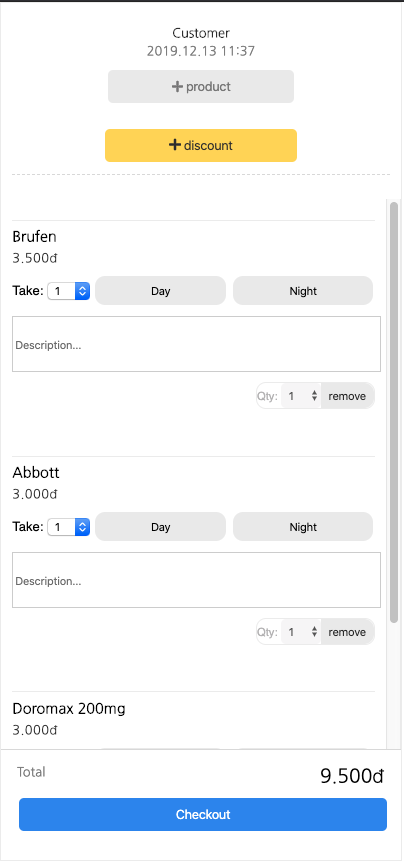 Customer
2019.12.13 11:37
+ product
+ discount
Brufen
3.500đ
Take: 1 Day Night
Description...
Qty: 1 remove
Abbott
3.000đ
Take: 1 Day Night
Description...
Qty: 1 remove
Doromax 200mg
3.000đ
Total 9.500đ
Checkout